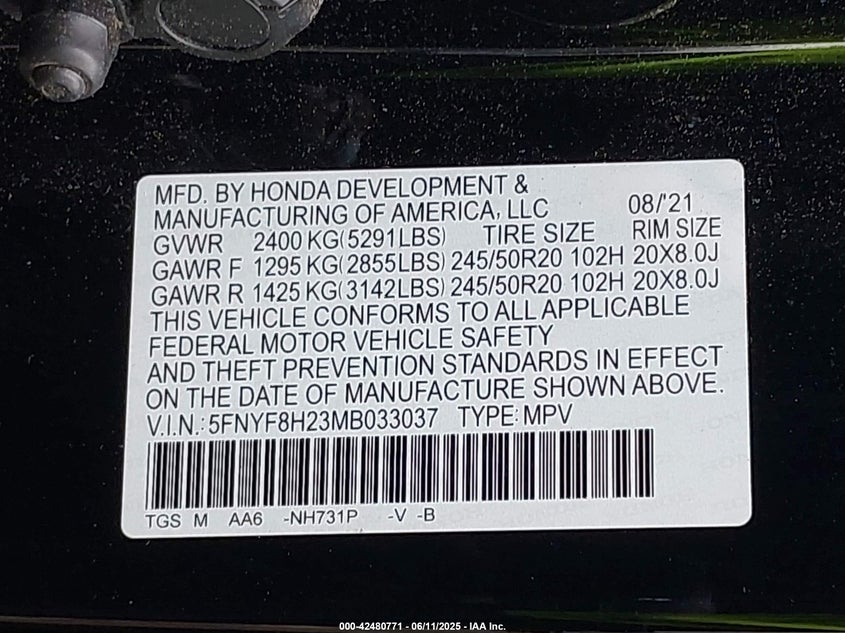 MFD. BY HONDA DEVELOPMENT &
MANUFACTURING OF AMERICA, LLC 08/'21
GVWR 2400 KG(5291LBS) TIRE SIZE RIM SIZE
GAWR F 1295 KG(2855LBS) 245/50R20 102H 20X8.0J
GAWR R 1425 KG(3142LBS) 245/50R20 102H 20X8.0J
THIS VEHICLE CONFORMS TO ALL APPLICABLE
FEDERAL MOTOR VEHICLE SAFETY
AND THEFT PREVENTION STANDARDS IN EFFECT
ON THE DATE OF MANUFACTURE SHOWN ABOVE.
V.I.N.: 5FNYF8H23MB033037 TYPE: MPV
TGS M AA6 -NH731P -V -B
000-42480771 - 06/11/2025 - IAA Inc.